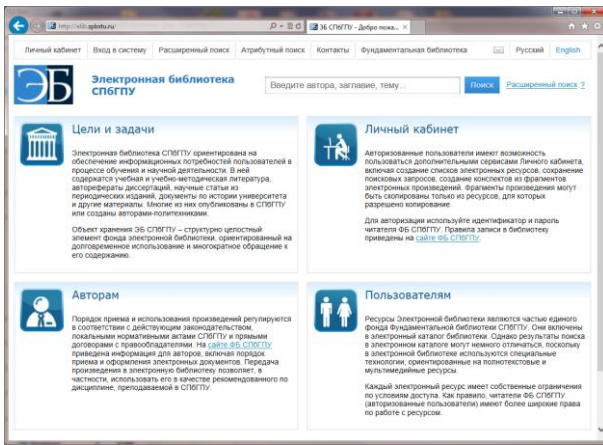 http://elib.spbstu.ru/
ЭБ СПбГПУ – Добро пожа...
Личный кабинет Вход в систему Расширенный поиск Атрибутный поиск Контакты Фундаментальная библиотека Русский English
ЭБ
Электронная библиотека
СПбГПУ
Введите автора, заглавие, тему...
Поиск
Расширенный поиск ?
Цели и задачи
Электронная библиотека СПбГПУ ориентирована на
обеспечение информационных потребностей пользователей в
процессе обучения и научной деятельности. В ней
содержатся учебная и учебно-методическая литература,
авторефераты диссертаций, научные статьи из
периодических изданий, документы по истории университета
и другие материалы. Многие из них опубликованы в СПбГПУ
или созданы авторами-политехниками.
Объект хранения ЭБ СПбГПУ – структурно целостный
элемент фонда электронной библиотеки, ориентированный на
долговременное использование и многократное обращение к
его содержанию.
Личный кабинет
Авторизованные пользователи имеют возможность
пользоваться дополнительными сервисами Личного кабинета,
включая создание списков электронных ресурсов, сохранение
поисковых запросов, создание конспектов из фрагментов
электронных произведений. Фрагменты произведения могут
быть скопированы только из ресурсов, для которых
разрешено копирование.
Для авторизации используйте идентификатор и пароль
читателя ФБ СПбГПУ. Правила записи в библиотеку
приведены на сайте ФБ СПбГПУ.
Авторам
Порядок приема и использования произведений регулируются
в соответствии с действующим законодательством,
локальными нормативными актами СПбГПУ и прямыми
договорами с правообладателями. На сайте ФБ СПбГПУ
приведена информация для авторов, включая порядок
приема и оформления электронных документов. Передача
произведения в электронную библиотеку позволяет, в
частности, использовать его в качестве рекомендованного по
дисциплине, преподаваемой в СПбГПУ.
Пользователям
Ресурсы Электронной библиотеки являются частью единого
фонда Фундаментальной библиотеки СПбГПУ. Они включены
в электронный каталог библиотеки. Однако результаты поиска
в электронном каталоге могут немного отличаться, поскольку
в электронной библиотеке используются специальные
технологии, ориентированные на полнотекстовые и
мультимедийные ресурсы.
Каждый электронный ресурс имеет собственные ограничения
по условиям доступа. Как правило, читатели ФБ СПбГПУ
(авторизованные пользователи) имеют более широкие права
по работе с ресурсом.